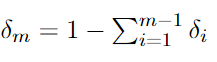 δ_m = 1 − ∑_{i=1}^{m−1} δ_i